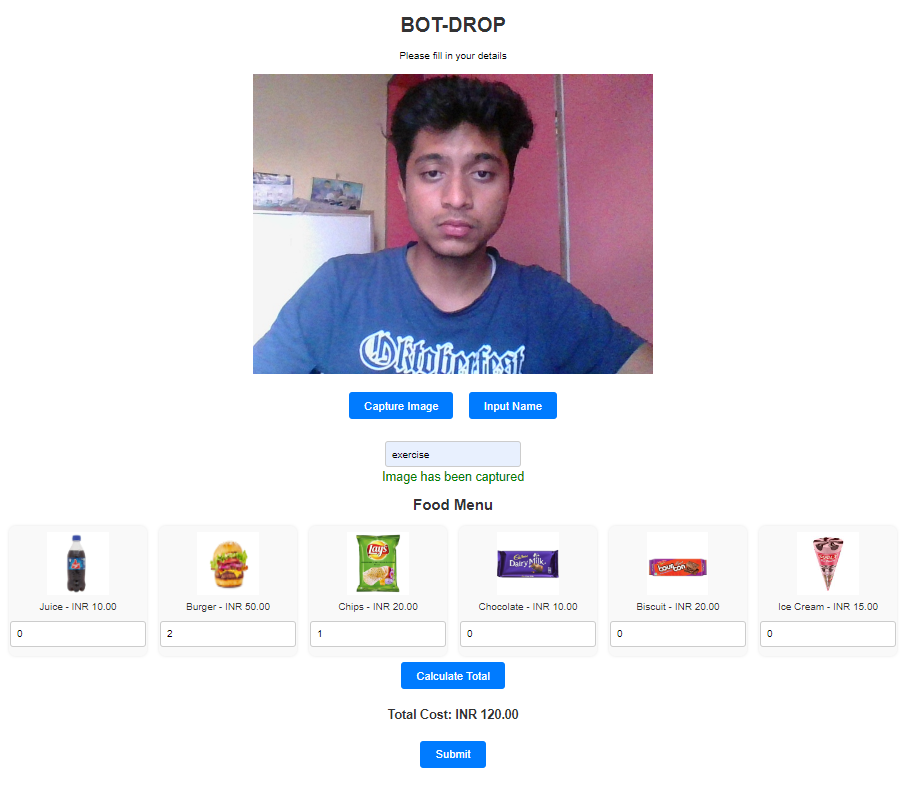 BOT-DROP
Please fill in your details
Oktoberfest
Capture Image Input Name
exercise
Image has been captured
Food Menu
Lay's Cadbury Dairy Milk bourbon
Juice - INR 10.00 Burger - INR 50.00 Chips - INR 20.00 Chocolate - INR 10.00 Biscuit - INR 20.00 Ice Cream - INR 15.00
0 2 1 0 0 0
Calculate Total
Total Cost: INR 120.00
Submit